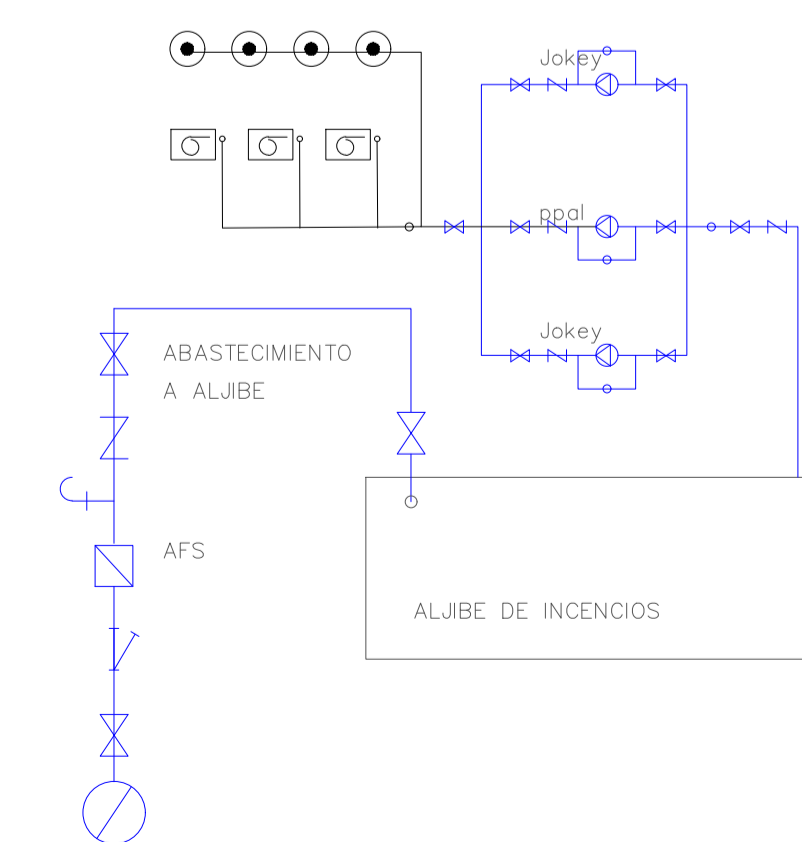 Jokey
ppal
Jokey
ABASTECIMIENTO
A ALJIBE
AFS
ALJIBE DE INCENCIOS